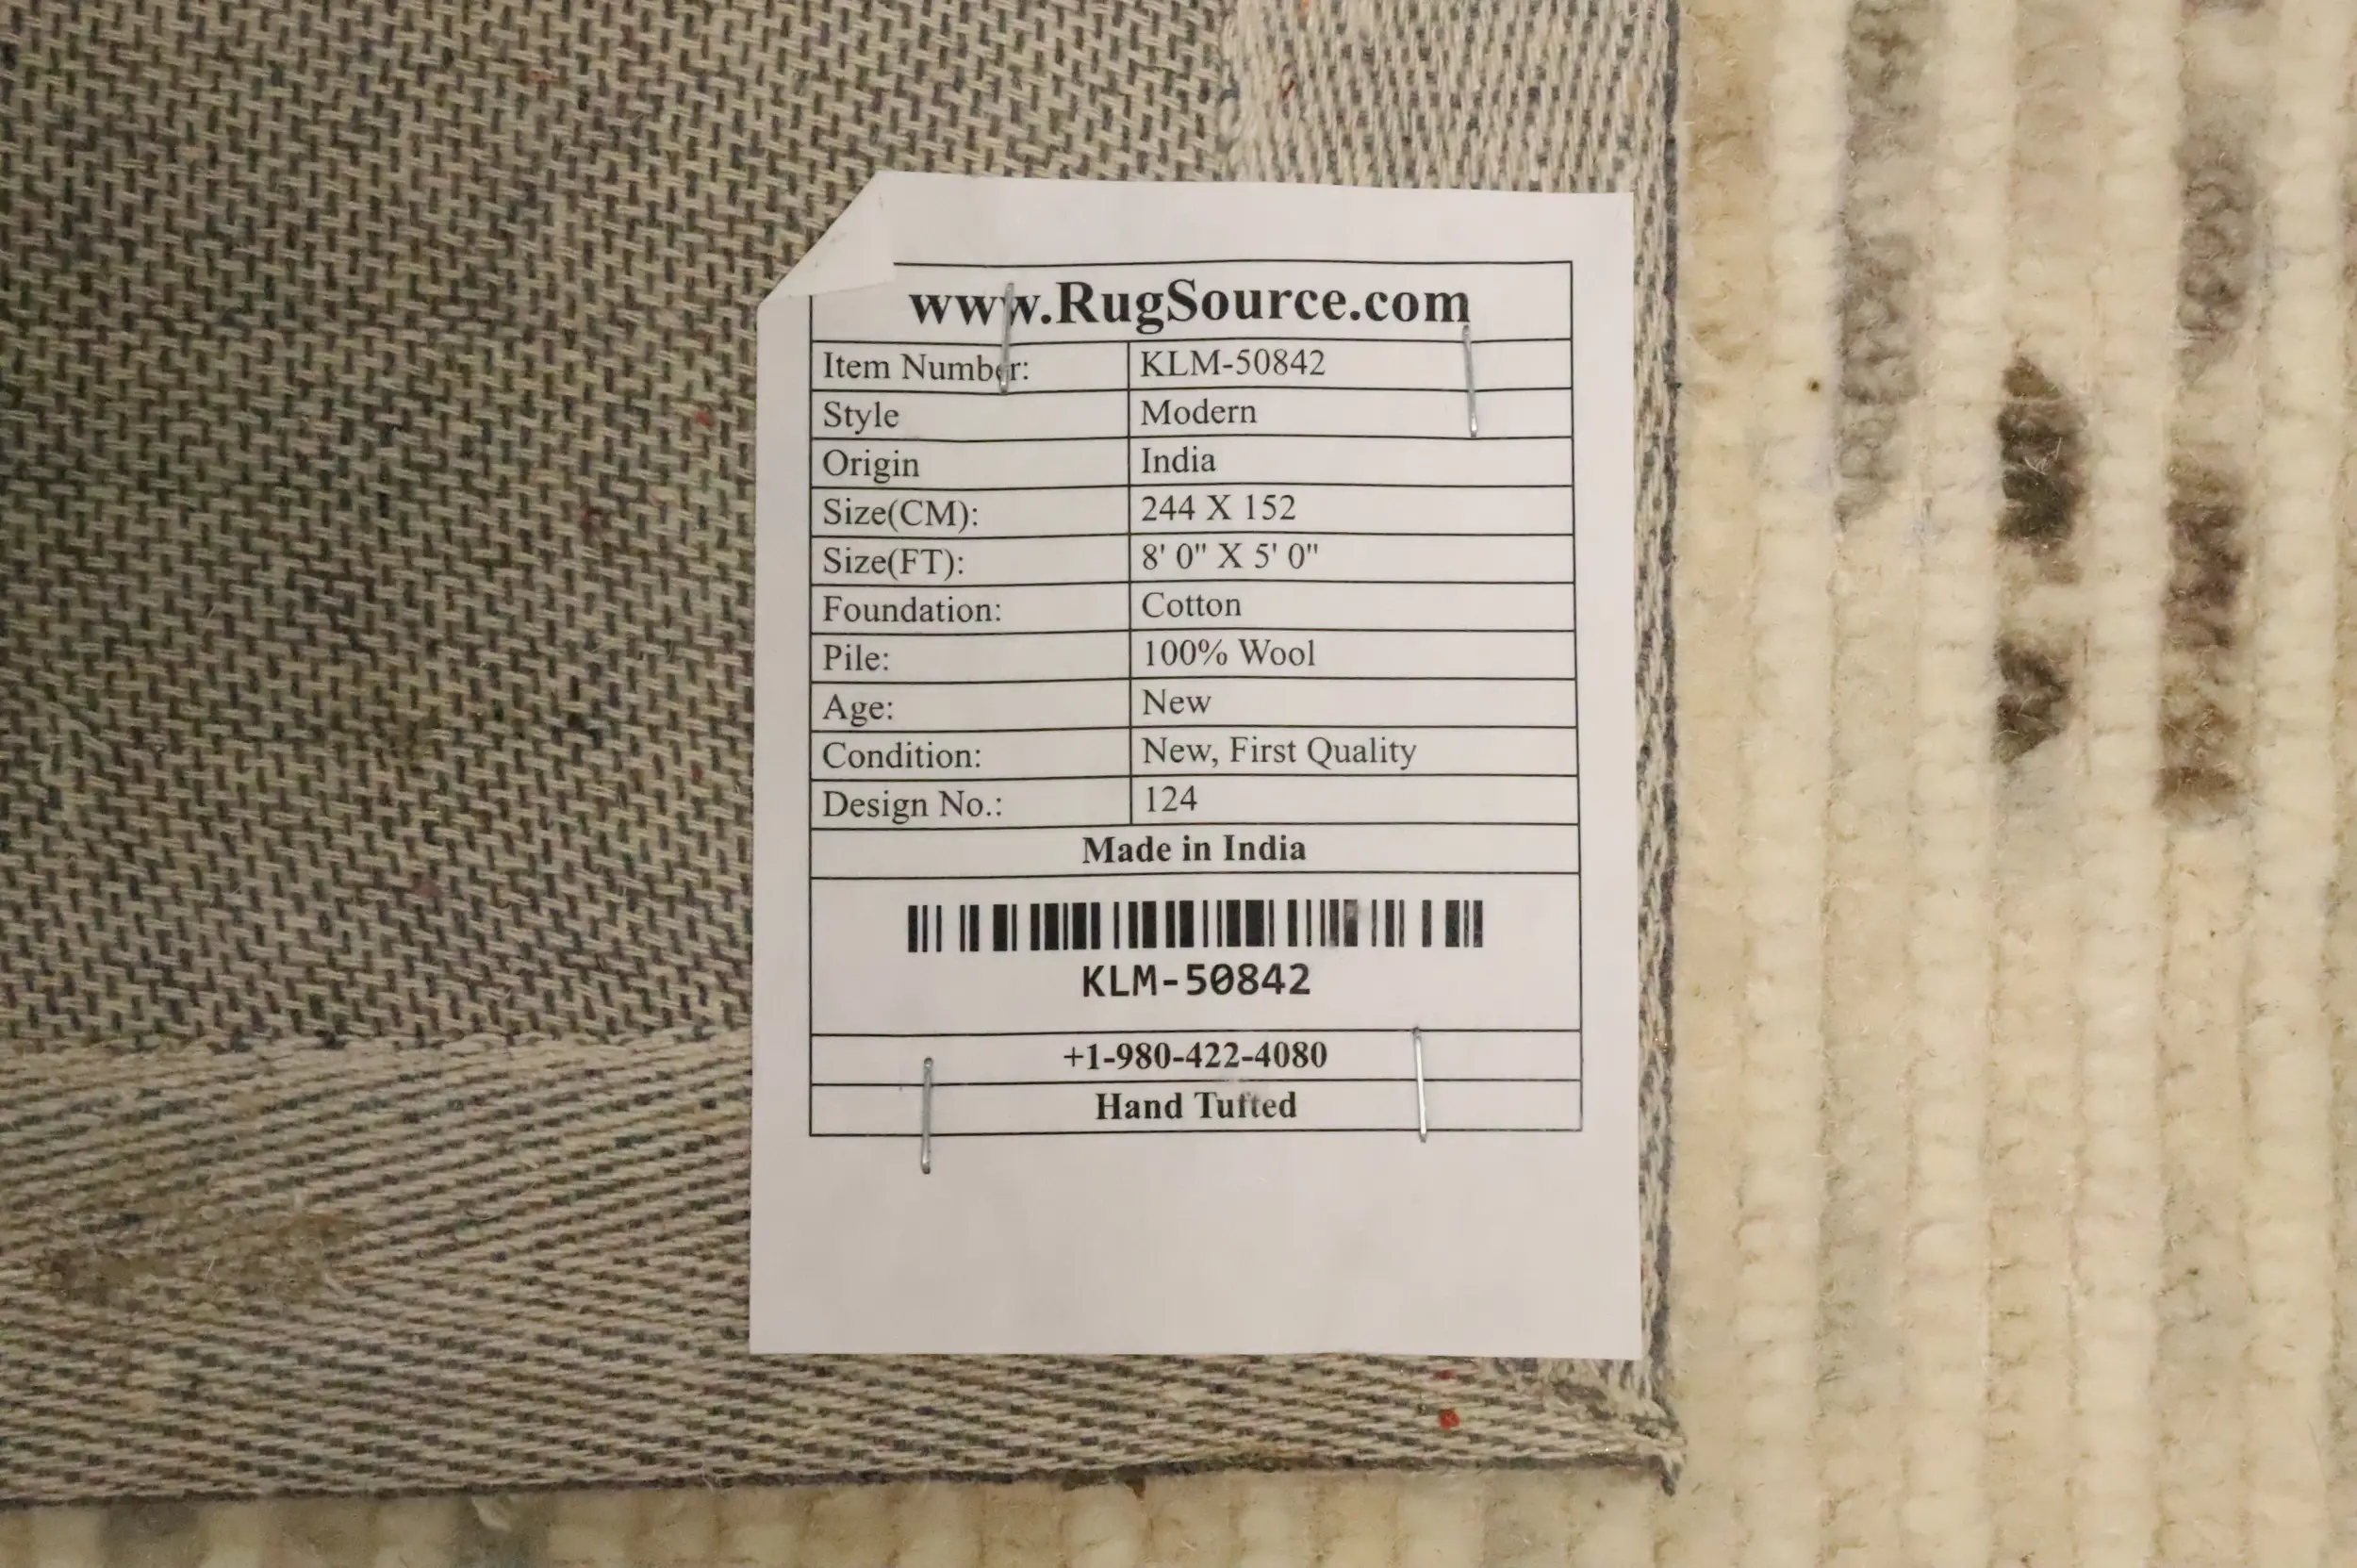 www.RugSource.com
Item Number: KLM-50842
Style Modern
Origin India
Size(CM): 244 X 152
Size(FT): 8' 0" X 5' 0"
Foundation: Cotton
Pile: 100% Wool
Age: New
Condition: New, First Quality
Design No.: 124
Made in India
KLM-50842
+1-980-422-4080
Hand Tufted